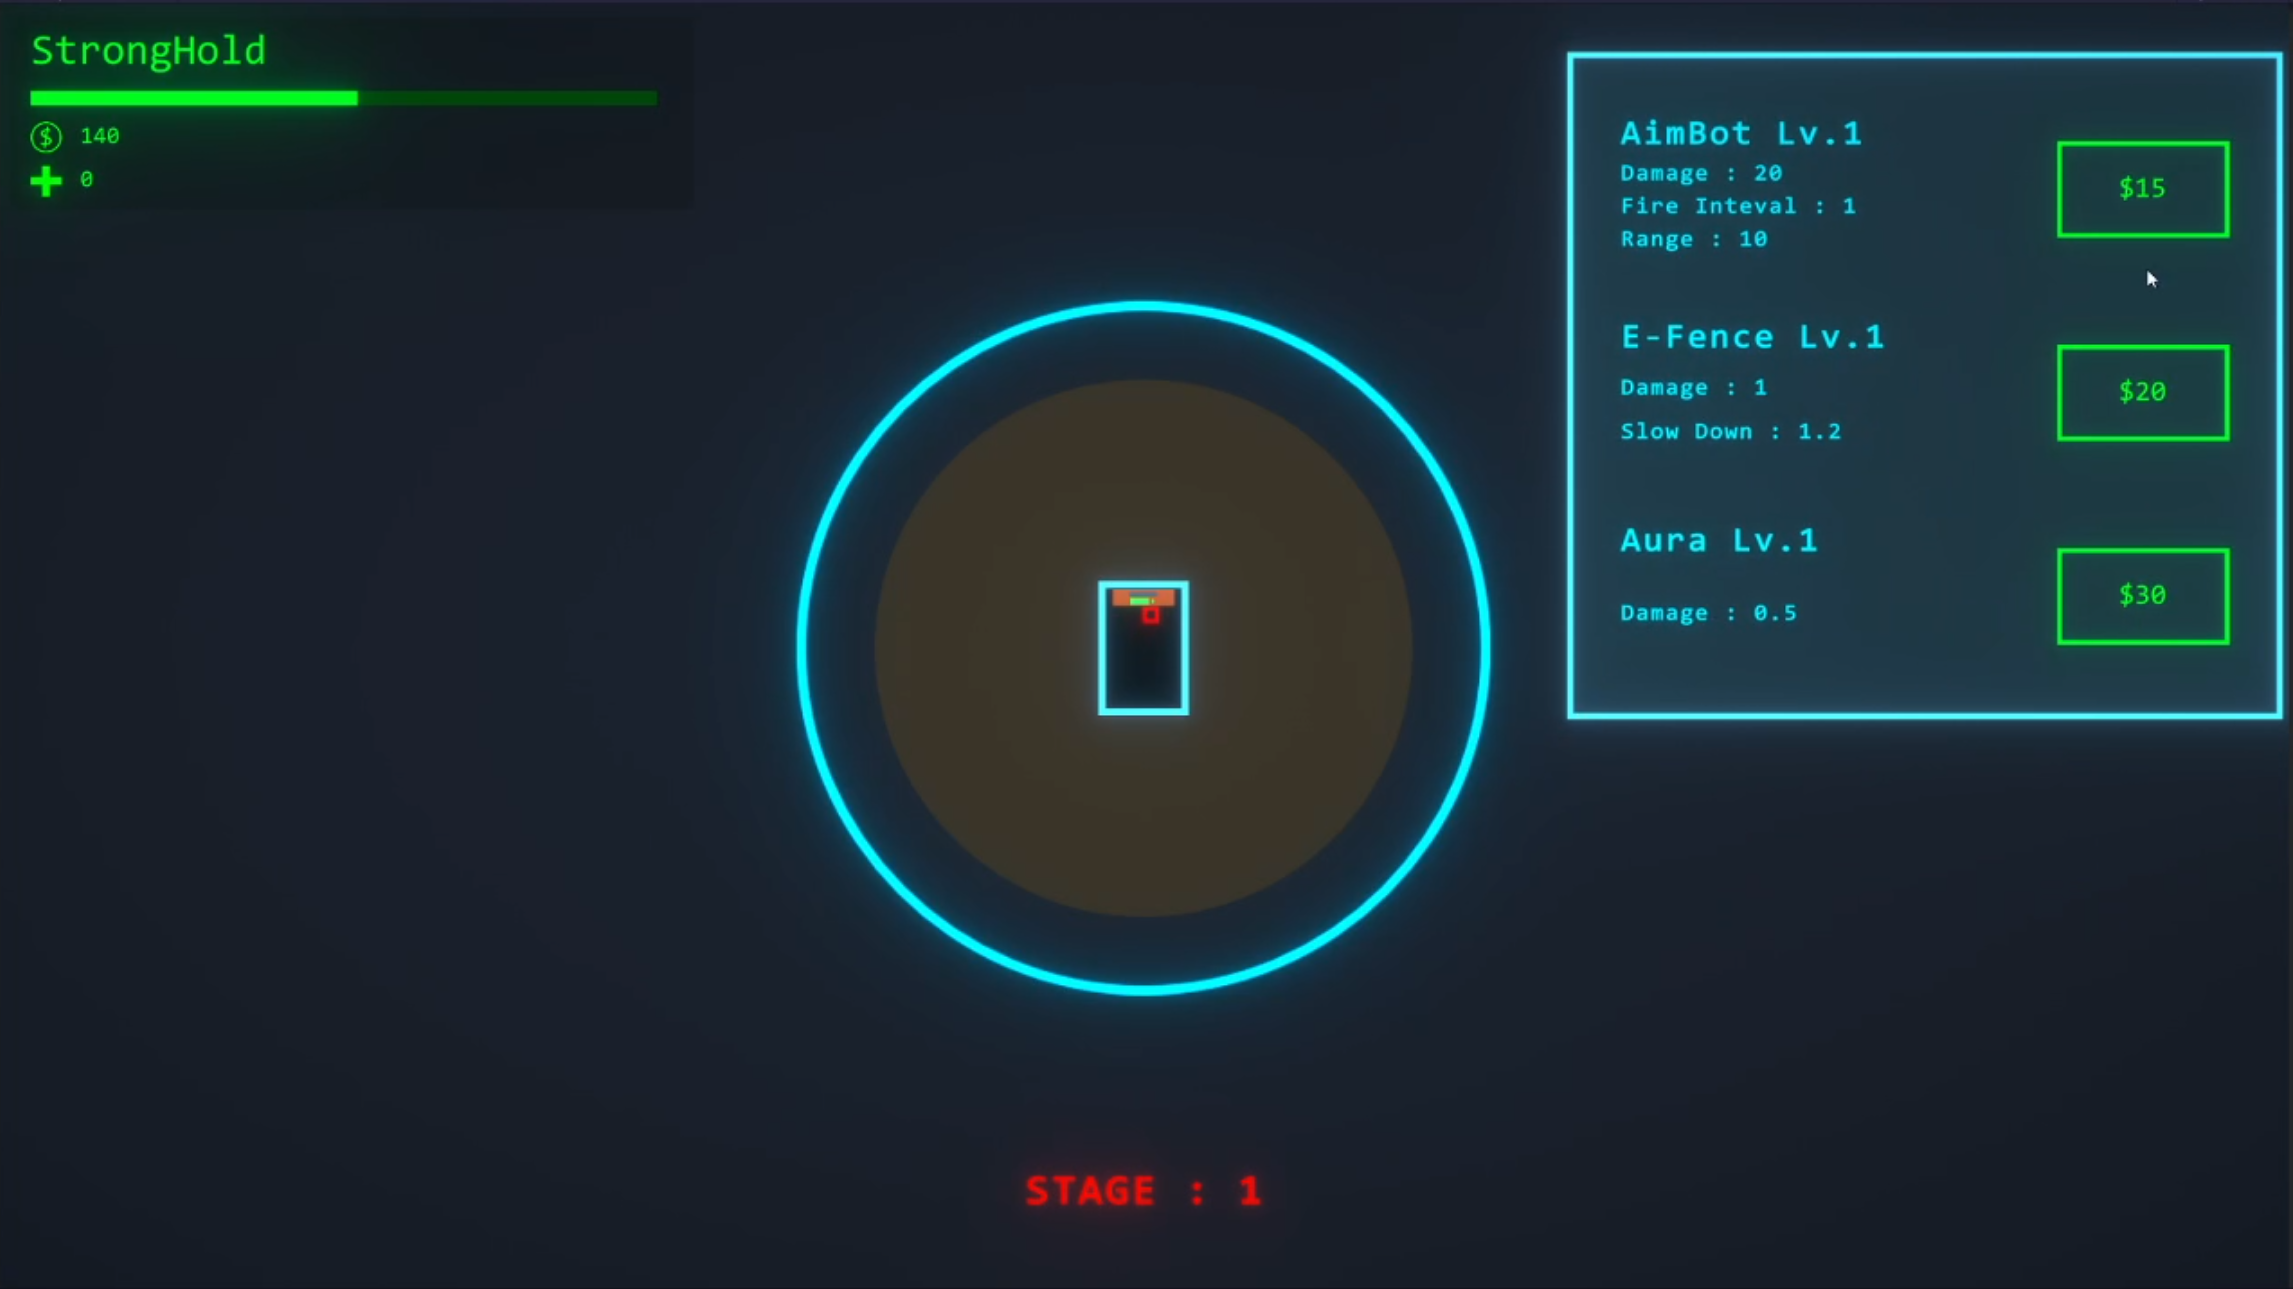 StrongHold
$ 140
0
AimBot Lv.1
Damage : 20
Fire Inteval : 1
Range : 10
$15
E-Fence Lv.1
Damage : 1
Slow Down : 1.2
$20
Aura Lv.1
Damage : 0.5
$30
STAGE : 1